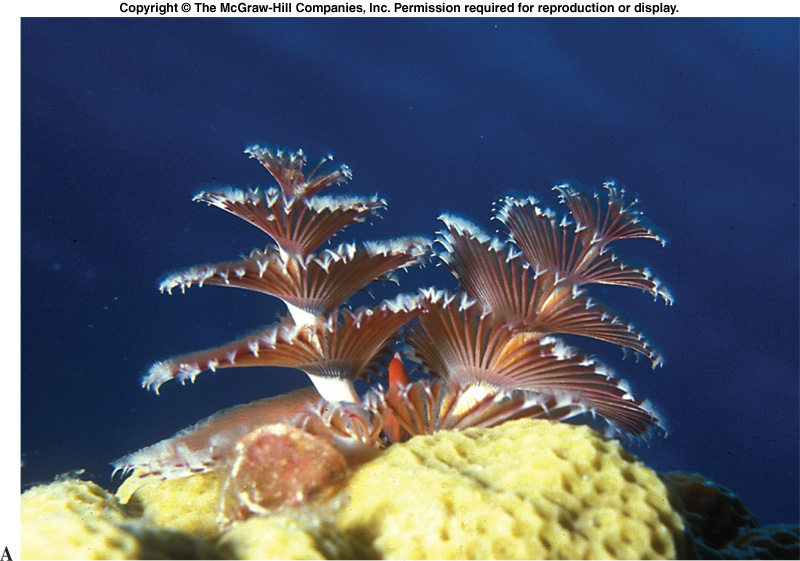 Copyright © The McGraw-Hill Companies, Inc. Permission required for reproduction or display.
A